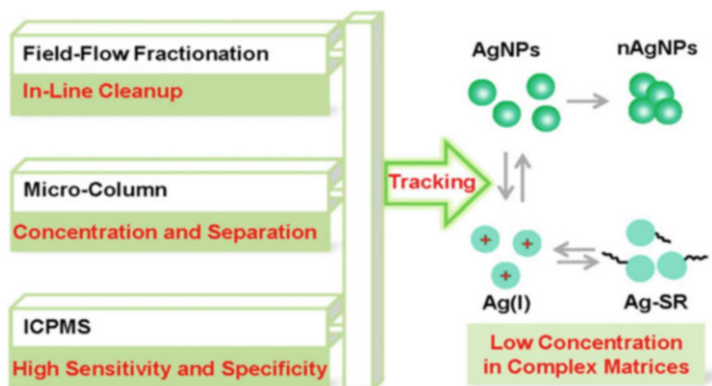 Field-Flow Fractionation
In-Line Cleanup
Micro-Column
Concentration and Separation
ICPMS
High Sensitivity and Specificity
Tracking
AgNPs
nAgNPs
+
+
+
Ag(I)
Ag-SR
Low Concentration
in Complex Matrices